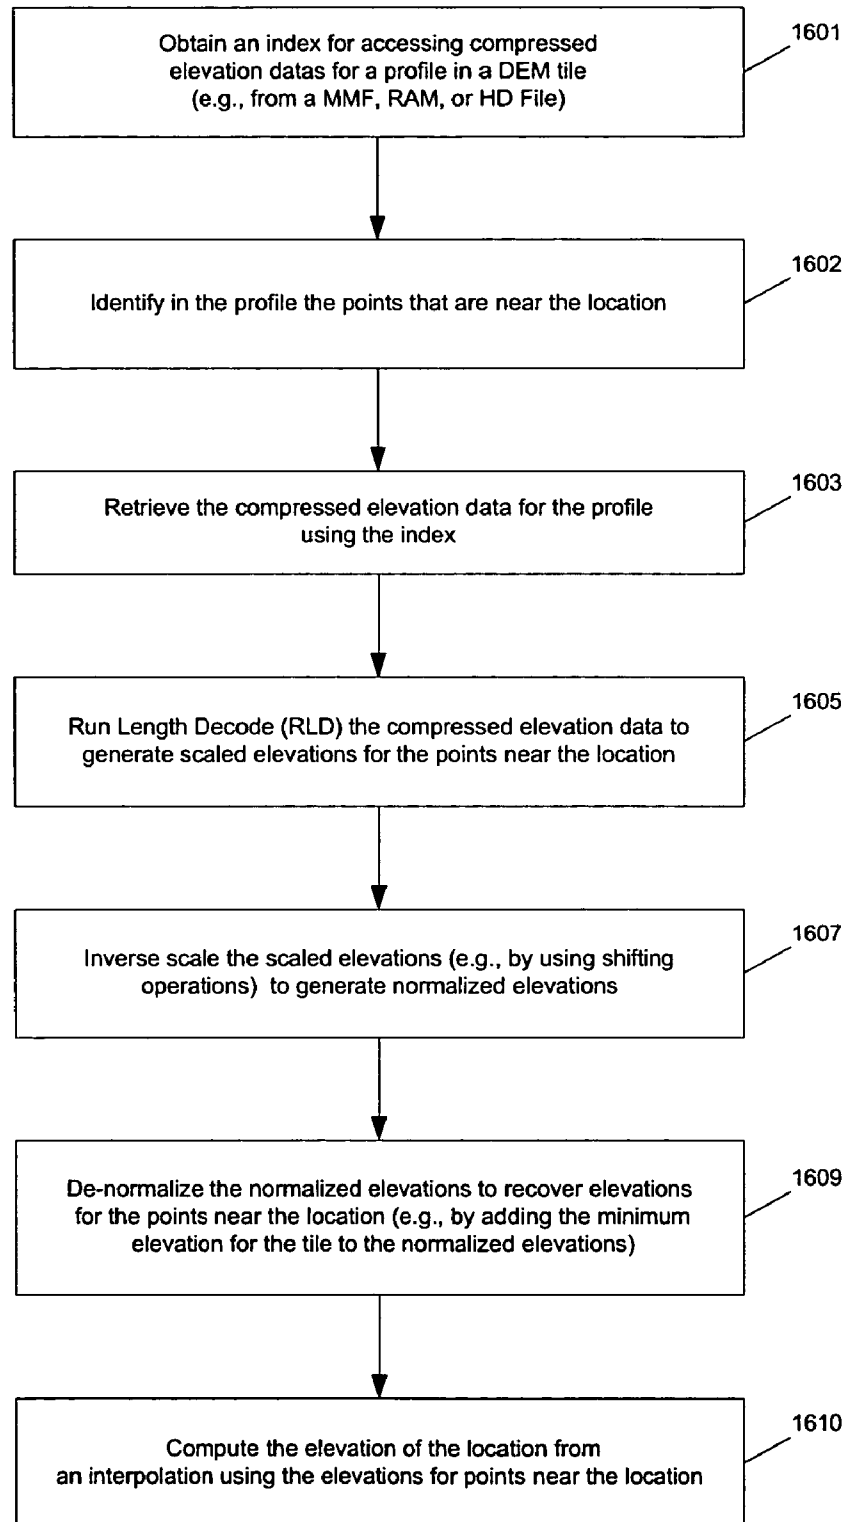 Obtain an index for accessing compressed
elevation datas for a profile in a DEM tile
(e.g., from a MMF, RAM, or HD File)
1601
Identify in the profile the points that are near the location
1602
Retrieve the compressed elevation data for the profile
using the index
1603
Run Length Decode (RLD) the compressed elevation data to
generate scaled elevations for the points near the location
1605
Inverse scale the scaled elevations (e.g., by using shifting
operations) to generate normalized elevations
1607
De-normalize the normalized elevations to recover elevations
for the points near the location (e.g., by adding the minimum
elevation for the tile to the normalized elevations)
1609
Compute the elevation of the location from
an interpolation using the elevations for points near the location
1610